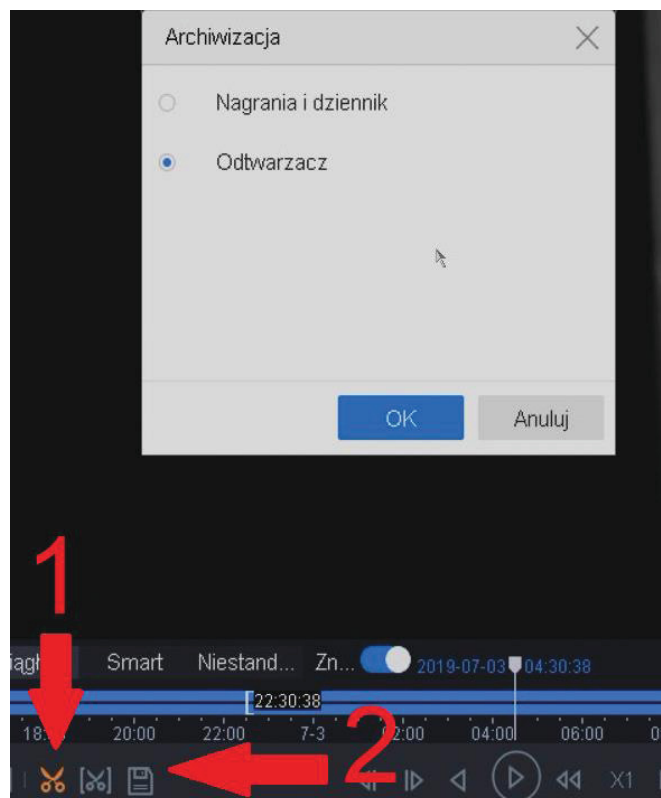 Archiwizacja
Nagrania i dziennik
Odtwarzacz
OK Anuluj
1
Smart Niestand... Zn... 2019-07-03 04:30:38
22:30:38
20:00 22:00 7-3 04:00 06:00
2
X1